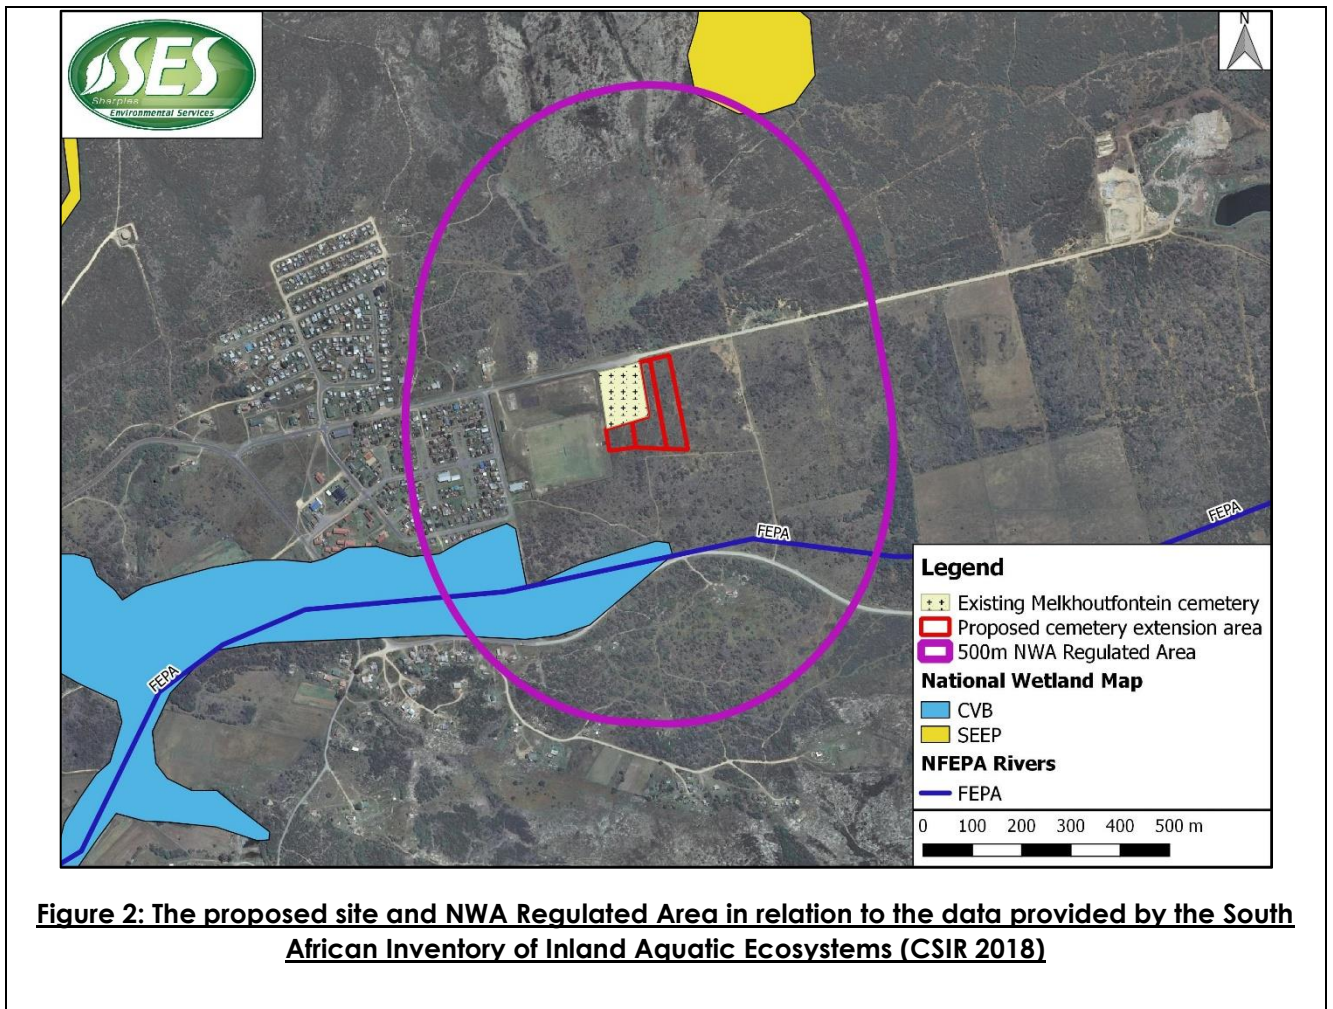 SES
Sharples
Environmental Services
N
FEPA
FEPA
FEPA
Legend
Existing Melkhoutfontein cemetery
Proposed cemetery extension area
500m NWA Regulated Area
National Wetland Map
CVB
SEEP
NFEPA Rivers
FEPA
0 100 200 300 400 500 m
Figure 2: The proposed site and NWA Regulated Area in relation to the data provided by the South
African Inventory of Inland Aquatic Ecosystems (CSIR 2018)